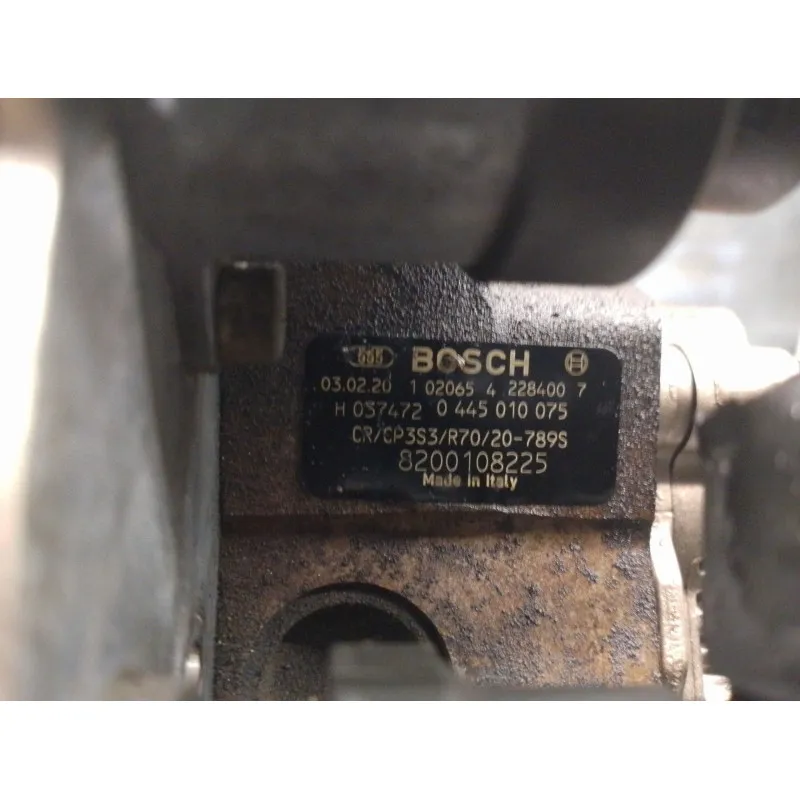 BOSCH
03.02.20 1 02065 4 228400 7
H 037472 0 445 010 075
CR/CP3S3/R70/20-789S
8200108225
Made in Italy